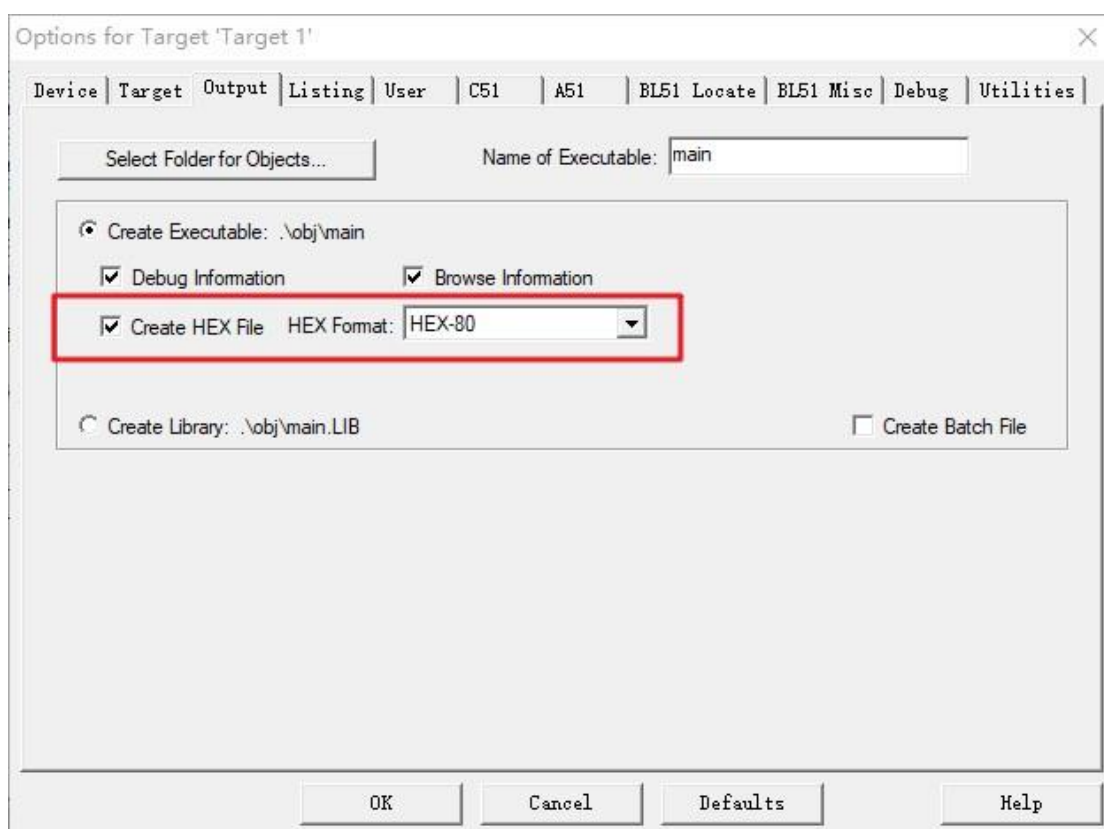 Options for Target 'Target 1'
Device Target Output Listing User C51 A51 BL51 Locate BL51 Misc Debug Utilities
Select Folder for Objects... Name of Executable: main
Create Executable: .\obj\main
Debug Information Browse Information
Create HEX File HEX Format: HEX-80
Create Library: .\obj\main.LIB Create Batch File
OK Cancel Defaults Help